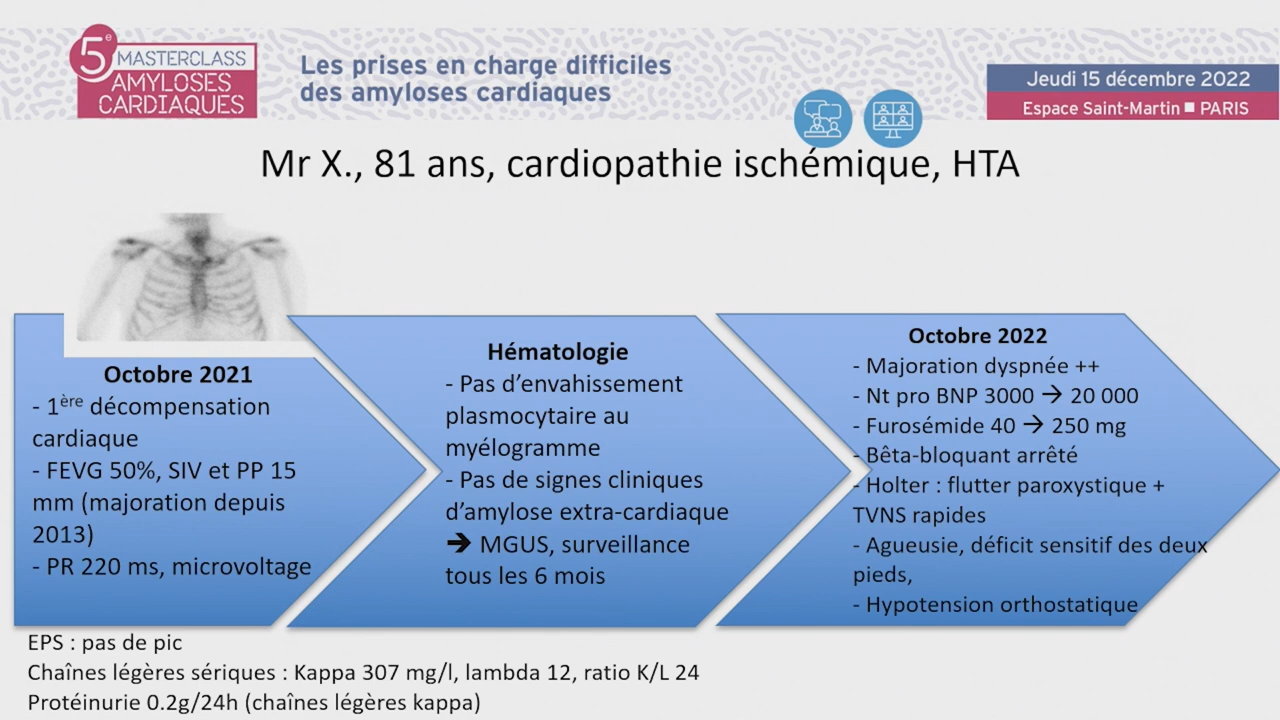 5e
MASTERCLASS
AMYLOSES
CARDIAQUES
Les prises en charge difficiles
des amyloses cardiaques
Jeudi 15 décembre 2022
Espace Saint-Martin ■ PARIS
Mr X., 81 ans, cardiopathie ischémique, HTA
Octobre 2021
- 1ère décompensation
cardiaque
- FEVG 50%, SIV et PP 15
mm (majoration depuis
2013)
- PR 220 ms, microvoltage
Hématologie
- Pas d’envahissement
plasmocytaire au
myélogramme
- Pas de signes cliniques
d’amylose extra-cardiaque
➔ MGUS, surveillance
tous les 6 mois
Octobre 2022
- Majoration dyspnée ++
- Nt pro BNP 3000 → 20 000
- Furosémide 40 → 250 mg
- Bêta-bloquant arrêté
- Holter : flutter paroxystique +
TVNS rapides
- Agueusie, déficit sensitif des deux
pieds,
- Hypotension orthostatique
EPS : pas de pic
Chaînes légères sériques : Kappa 307 mg/l, lambda 12, ratio K/L 24
Protéinurie 0.2g/24h (chaînes légères kappa)